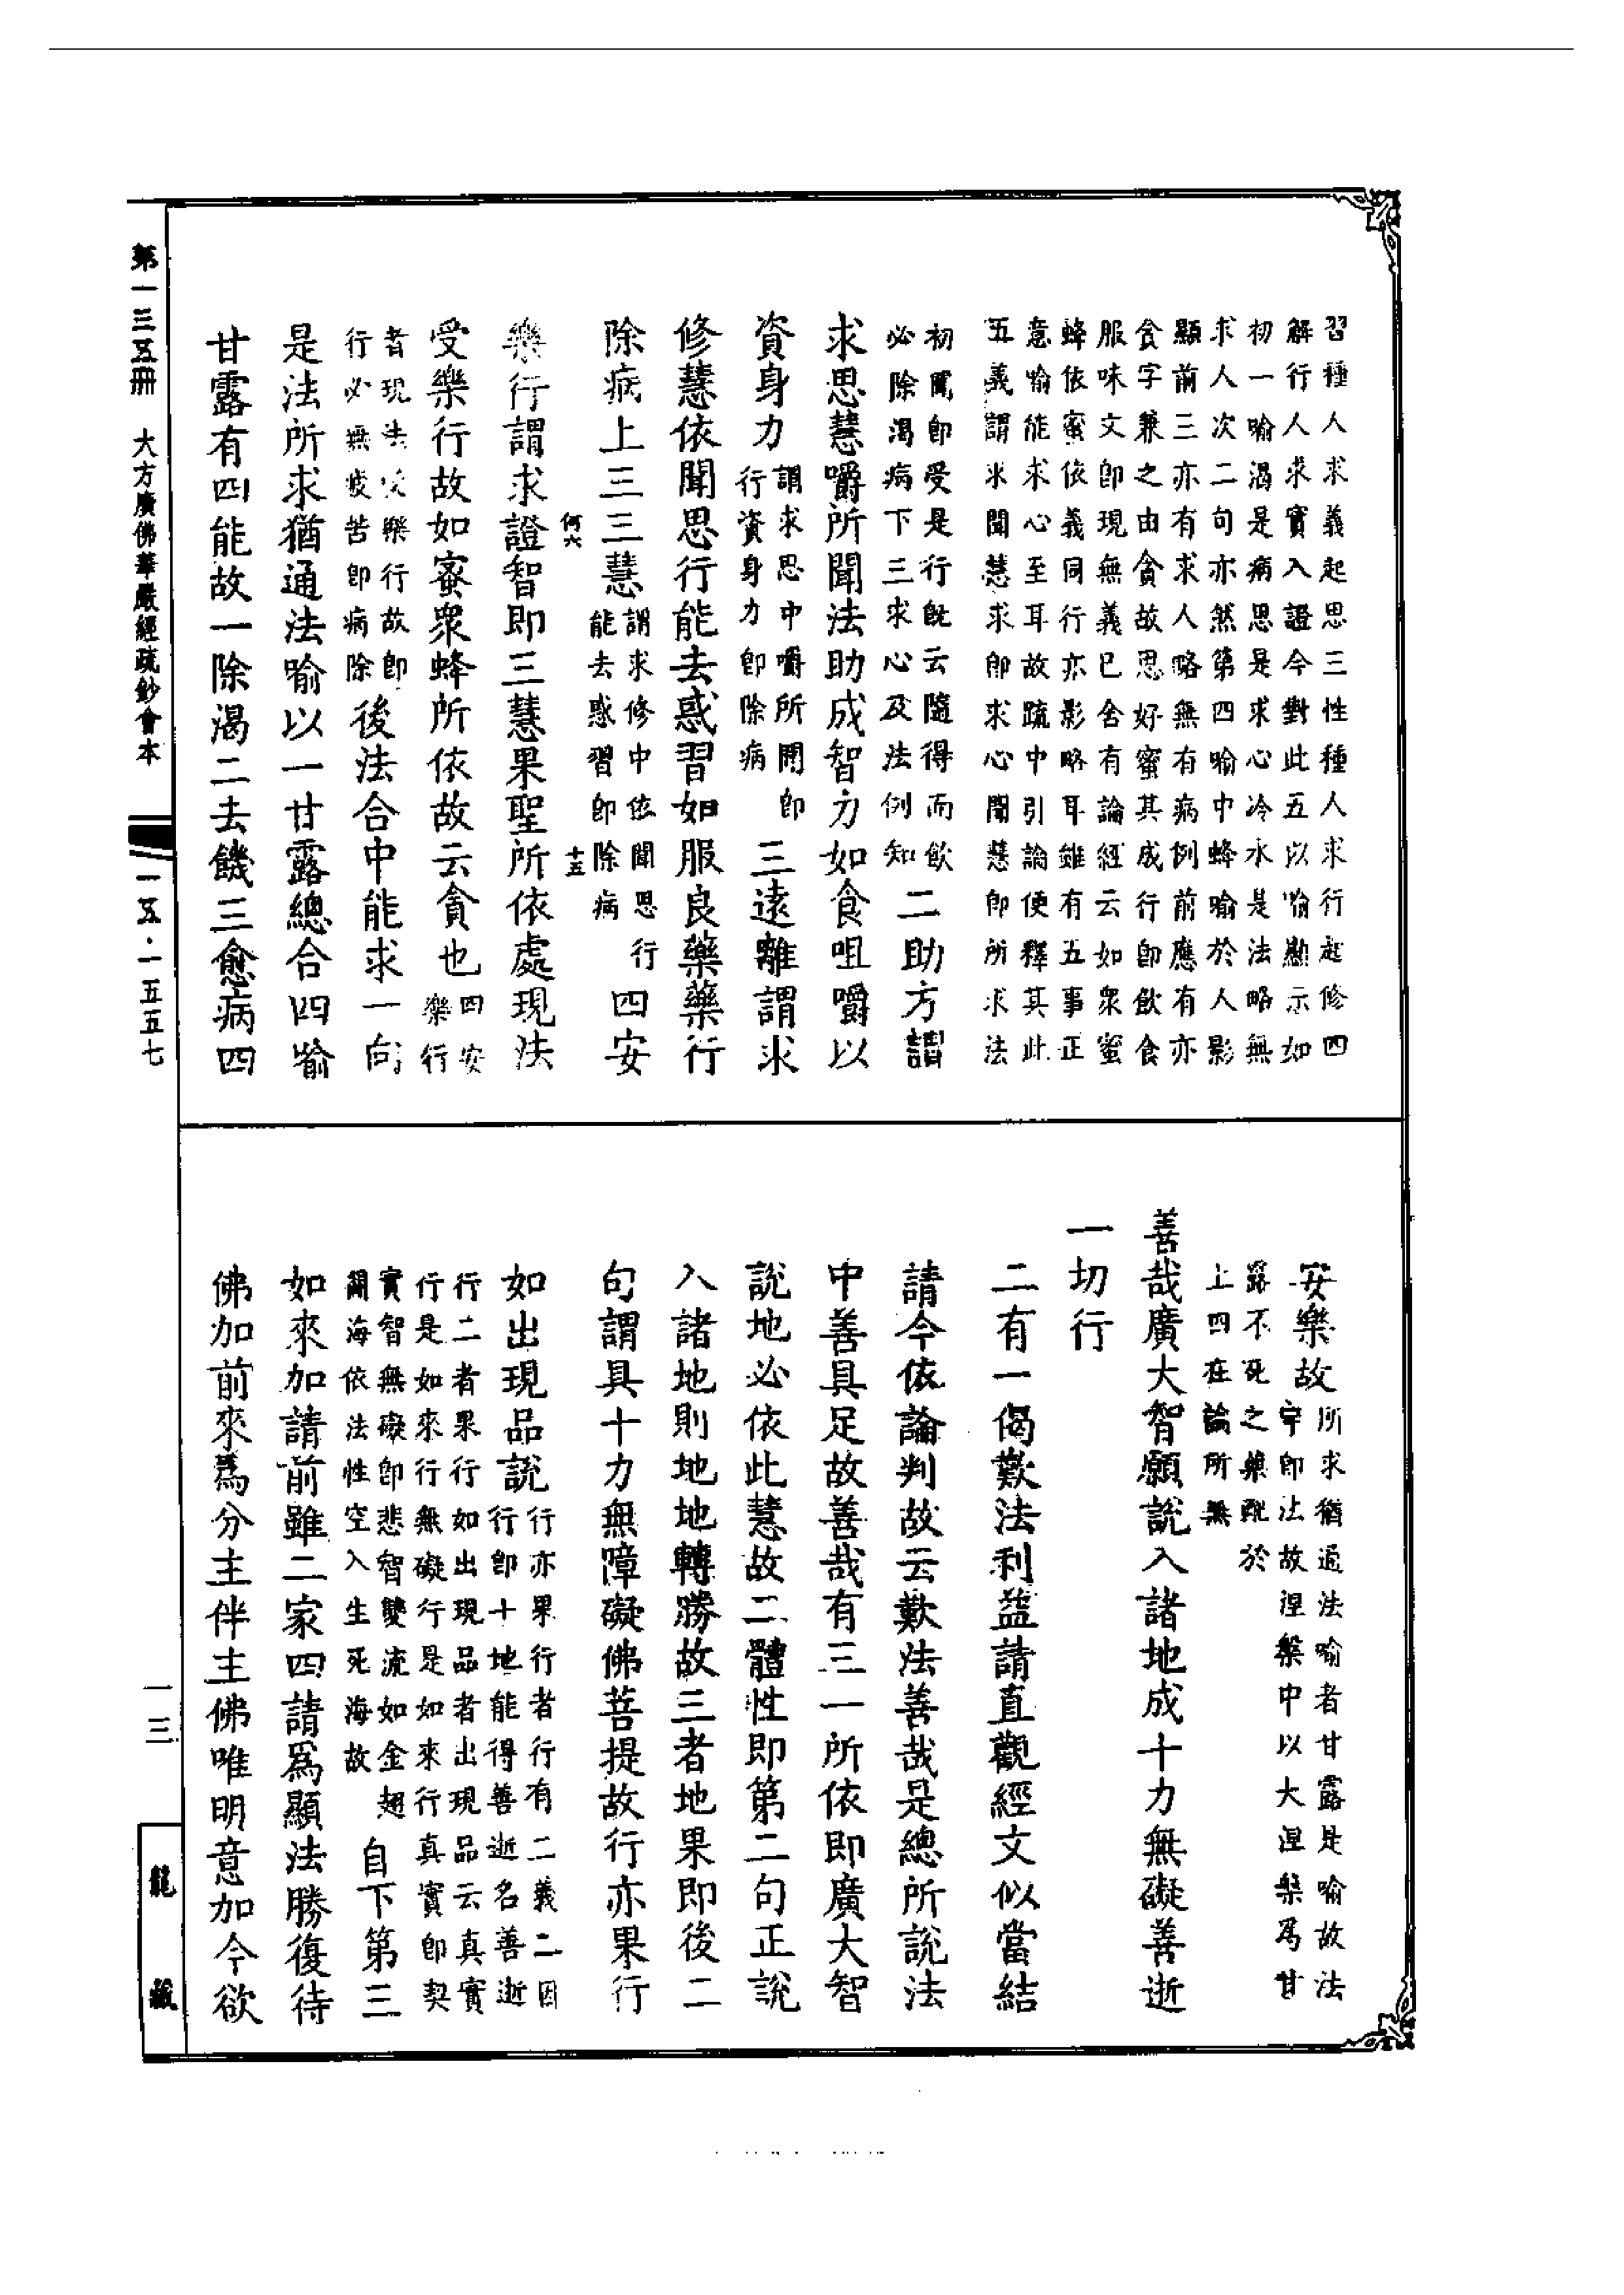 習種人求義起思三性種人求行起修四
解行人求實入證今對此五以喻顯示如
初一喻渴是病思是求心冷水是法略無
求人次二句亦然第四喻中蜂喻於人影
顯前三亦有求人略無有病例前應有亦
食字兼之由貪故思好蜜其成行即飲食
服味文即現無義已含有論經云如衆蜜
蜂依蜜依義同行亦影略耳雖有五事正
意喻能求心至耳故疏中引論便釋其此
五義謂求聞慧求即求心聞慧即所求法
初聞即受是行既云隨得而飲
必除渴病下三求心及法例知
二助方謂
求思慧嚼所聞法助成智力如食咀嚼以
資身力
謂求思中嚼所聞即
行資身力即除病
三遠離謂求
修慧依聞思行能去惑習如服良藥藥行
除病上三三慧
謂求修中依聞思行
能去惑習即除病
四安
何六
十五
樂行謂求證智即三慧果聖所依處現法
受樂行故如蜜衆蜂所依故云貪也
四安
樂行
者現法受樂行故即
行必無疲苦即病除
後法合中能求一向
是法所求猶通法喻以一甘露總合四喻
甘露有四能故一除渴二去饑三愈病四
第一三五冊 大方廣佛華嚴經疏鈔會本
一五·一五五七
安樂故
所求猶通法喻者甘露是喻故法
字即法故涅槃中以大涅槃爲甘
露不死之藥配於
上四在論所無
善哉廣大智願說入諸地成十力無礙善逝
一切行
二有一偈歎法利益請直觀經文似當結
請今依論判故云歎法善哉是總所說法
中善具足故善哉有三一所依即廣大智
說地必依此慧故二體性即第二句正說
入諸地則地地轉勝故三者地果即後二
句謂具十力無障礙佛菩提故行亦果行
如出現品說
行亦果行者行有二義二因
行即十地能得善逝名善逝
行二者果行如出現品者出現品云真實
行是如來行無礙行是如來行真實即契
實智無礙即悲智雙流如金翅
闢海依法性空入生死海故
自下第三
如來加請前雖二家四請爲顯法勝復待
佛加前來爲分主伴主佛唯明意加今欲
一三
龍藏